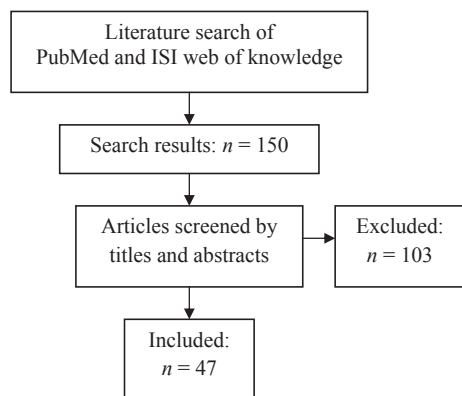 Literature search of
PubMed and ISI web of knowledge
Search results: n = 150
Articles screened by
titles and abstracts
Excluded:
n = 103
Included:
n = 47